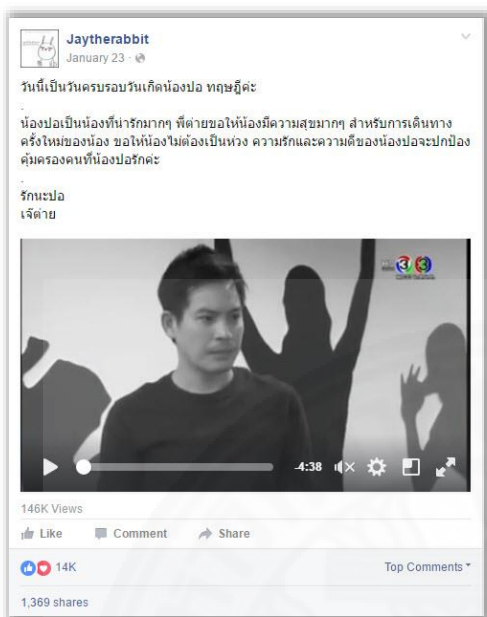 Jaytherabbit
January 23
วันนี้เป็นวันครบรอบวันเกิดน้องปอ ทฤษฎีค่ะ
.
น้องปอเป็นน้องที่น่ารักมากๆ พี่ต่ายขอให้น้องมีความสุขมากๆ สำหรับการเดินทาง
ครั้งใหม่ของน้อง ขอให้น้องไม่ต้องเป็นห่วง ความรักและความดีของน้องปอจะปกป้อง
คุ้มครองคนที่น้องปอรักค่ะ
.
รักนะปอ
เจ๊ต่าย
-4:38
146K Views
Like Comment Share
14K Top Comments
1,369 shares